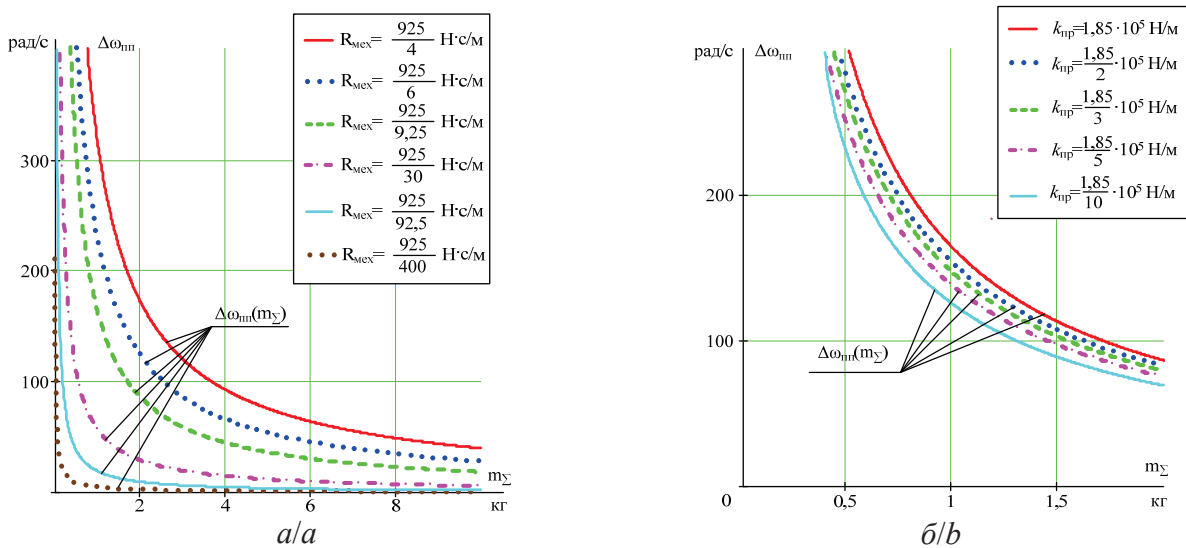 рад/с
Δωпп
300
200
100
2
4
6
8
mΣ
кг
Δωпп(mΣ)
Rмех= 925/4 Н·с/м
Rмех= 925/6 Н·с/м
Rмех= 925/9,25 Н·с/м
Rмех= 925/30 Н·с/м
Rмех= 925/92,5 Н·с/м
Rмех= 925/400 Н·с/м
а/a
рад/с
Δωпп
200
100
0
0,5
1
1,5
mΣ
кг
Δωпп(mΣ)
kпр=1,85·10⁵ Н/м
kпр=1,85/2·10⁵ Н/м
kпр=1,85/3·10⁵ Н/м
kпр=1,85/5·10⁵ Н/м
kпр=1,85/10·10⁵ Н/м
б/b